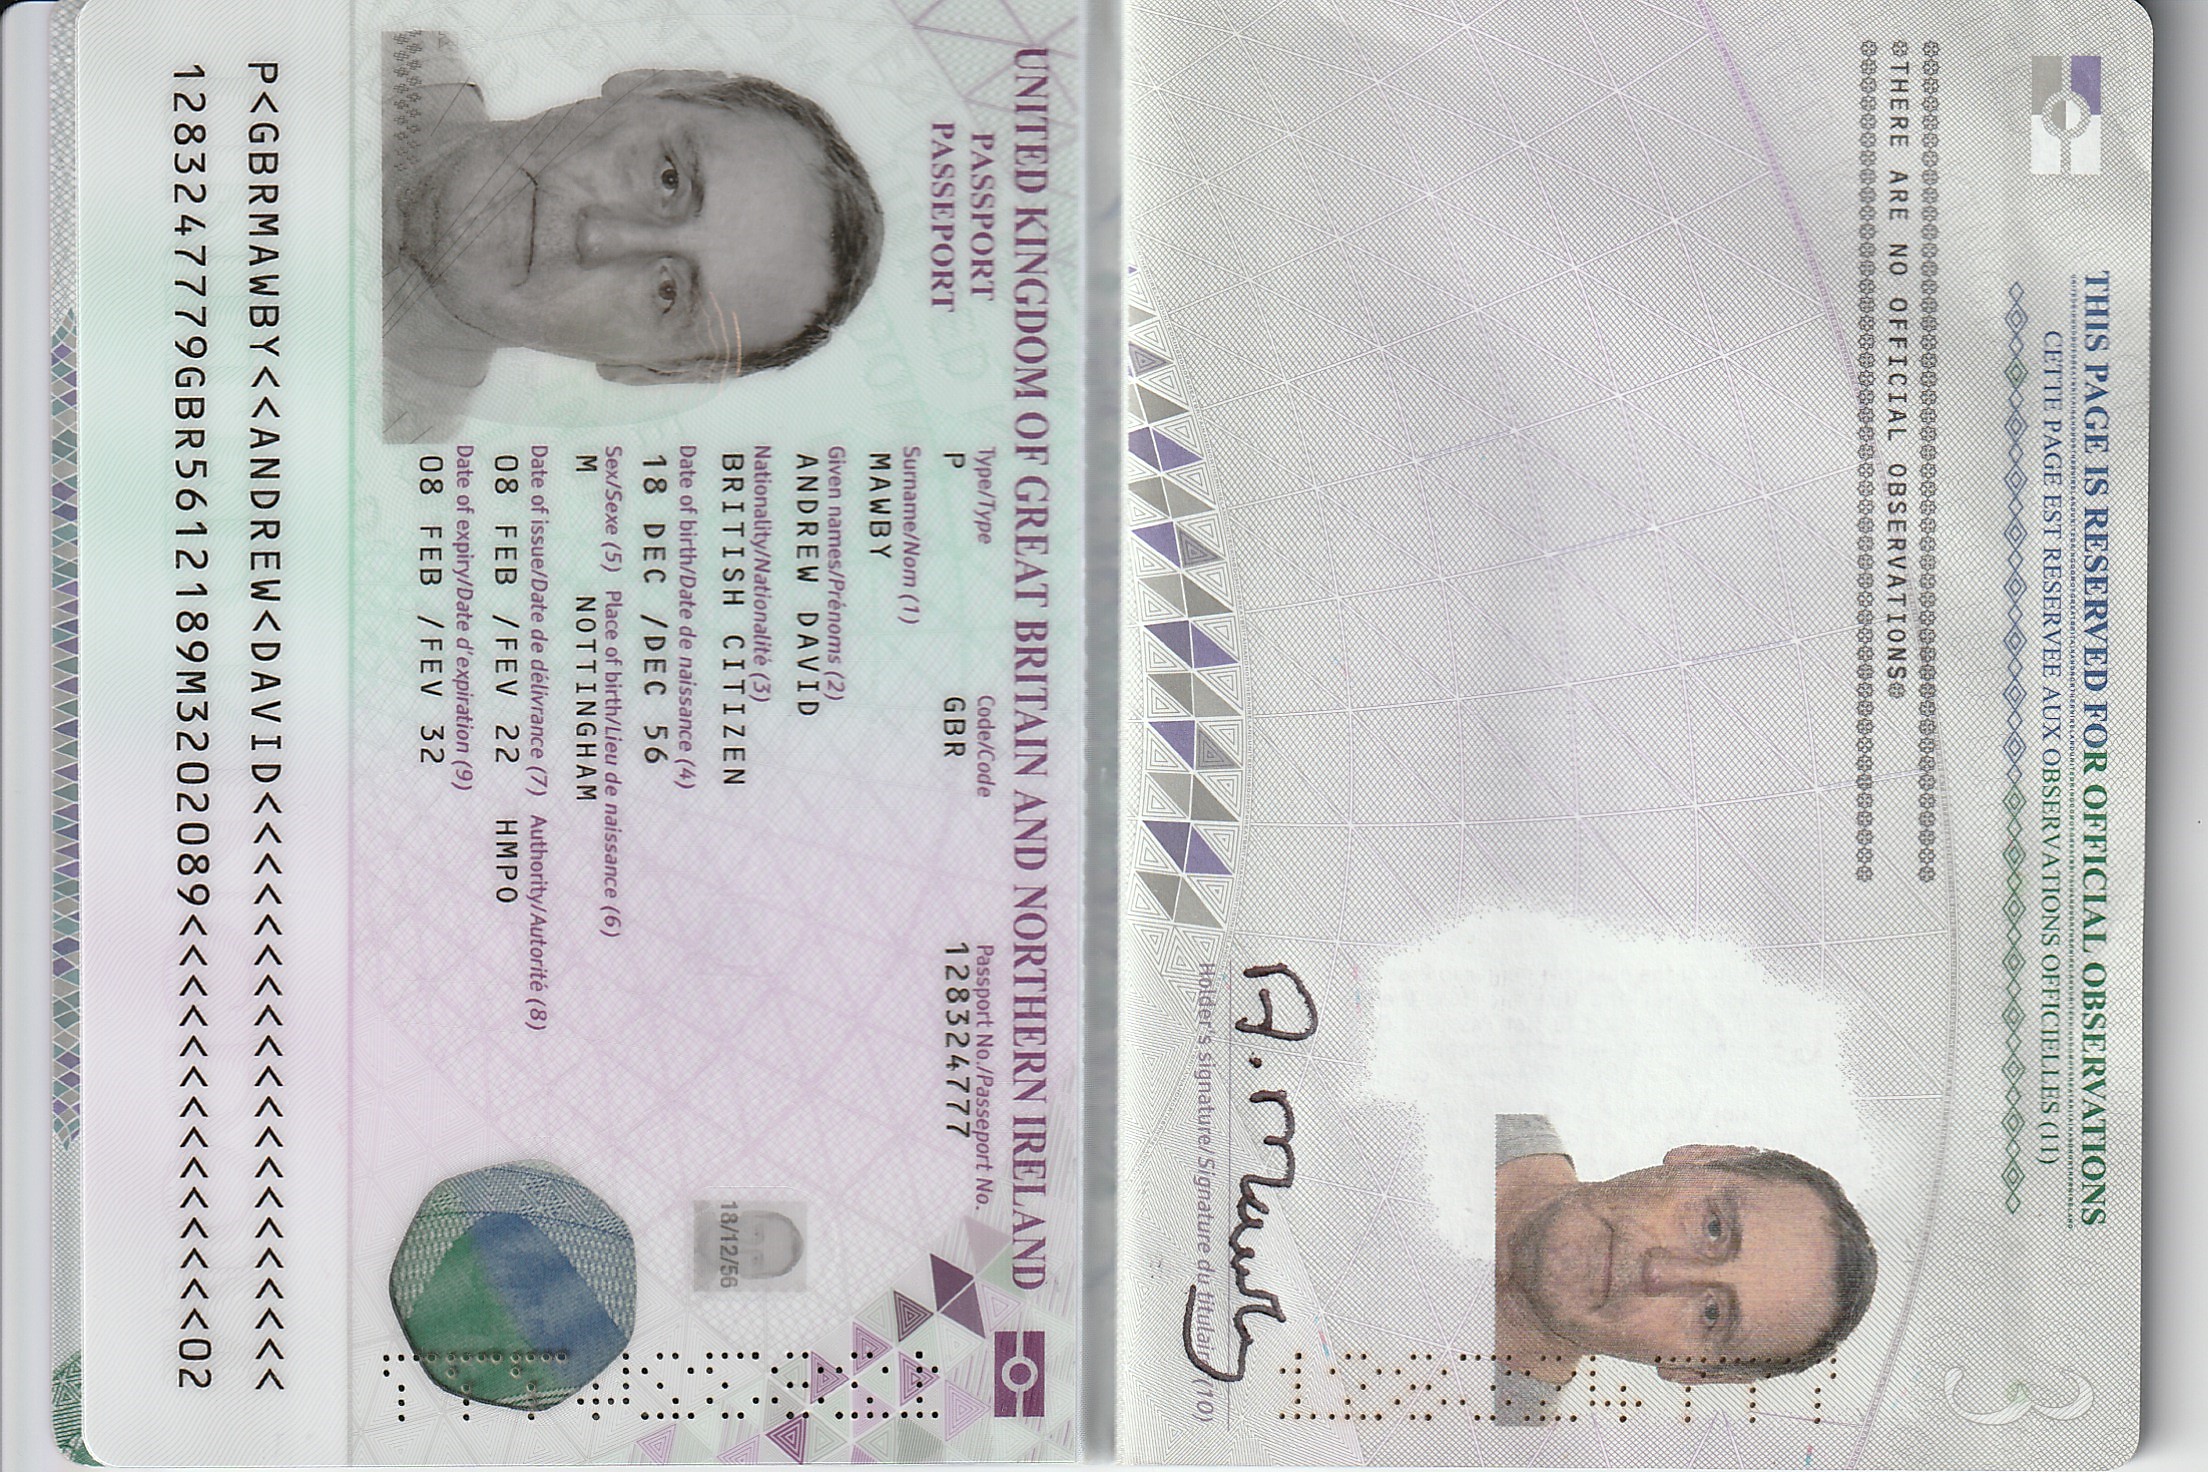 THIS PAGE IS RESERVED FOR OFFICIAL OBSERVATIONS
CETTE PAGE EST RESERVEE AUX OBSERVATIONS OFFICIELLES (11)
THERE ARE NO OFFICIAL OBSERVATIONS
A. Mawby
Holder's signature/Signature du titulaire (10)
128324777
UNITED KINGDOM OF GREAT BRITAIN AND NORTHERN IRELAND
PASSPORT
PASSEPORT
Type/Type Code/Code Passport No./Passeport No.
P GBR 128324777
Surname/Nom (1)
MAWBY
Given names/Prénoms (2)
ANDREW DAVID
Nationality/Nationalité (3)
BRITISH CITIZEN
Date of birth/Date de naissance (4)
18 DEC /DEC 56
18/12/56
Sex/Sexe (5) Place of birth/Lieu de naissance (6)
M NOTTINGHAM
Date of issue/Date de délivrance (7) Authority/Autorité (8)
08 FEB /FEV 22 HMPO
Date of expiry/Date d'expiration (9)
08 FEB /FEV 32
128324777
P<GBRMAWBY<<ANDREW<DAVID<<<<<<<<<<<<<<<<<<<<
1283247779GBR5612189M3202089<<<<<<<<<<<<<<02